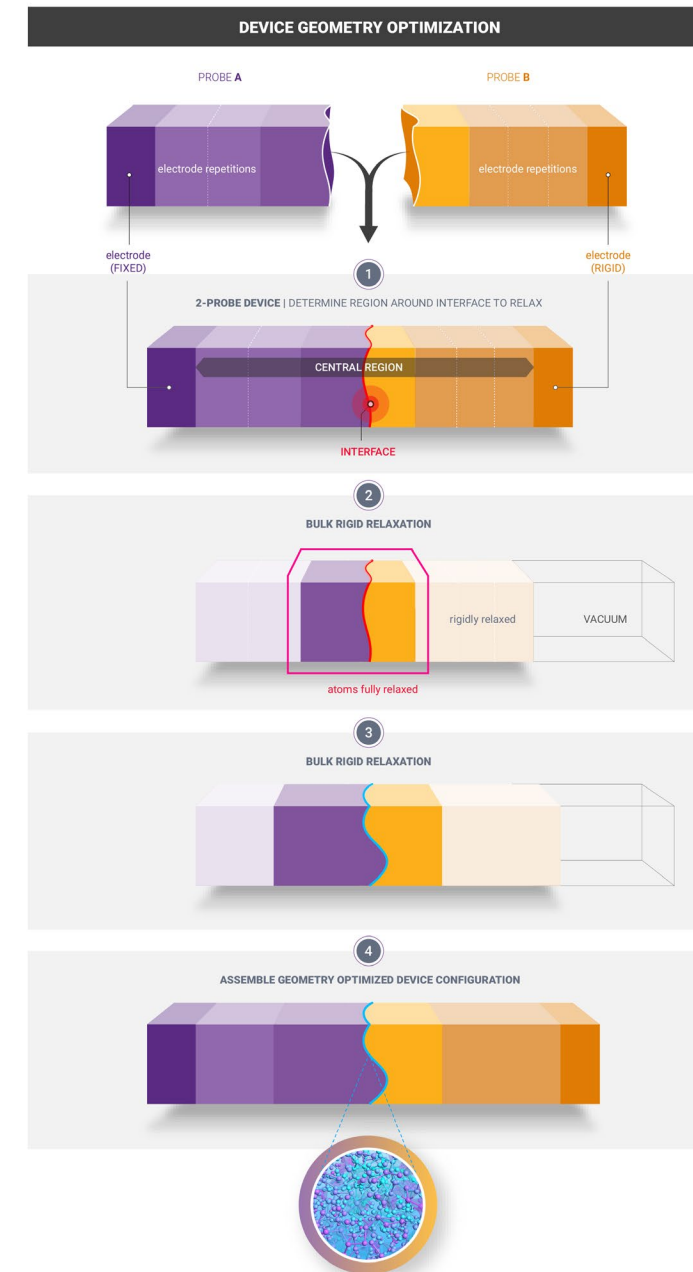 DEVICE GEOMETRY OPTIMIZATION
PROBE A
PROBE B
electrode repetitions
electrode repetitions
electrode
(FIXED)
electrode
(RIGID)
1
2-PROBE DEVICE | DETERMINE REGION AROUND INTERFACE TO RELAX
CENTRAL REGION
INTERFACE
2
BULK RIGID RELAXATION
rigidly relaxed
VACUUM
atoms fully relaxed
3
BULK RIGID RELAXATION
4
ASSEMBLE GEOMETRY OPTIMIZED DEVICE CONFIGURATION